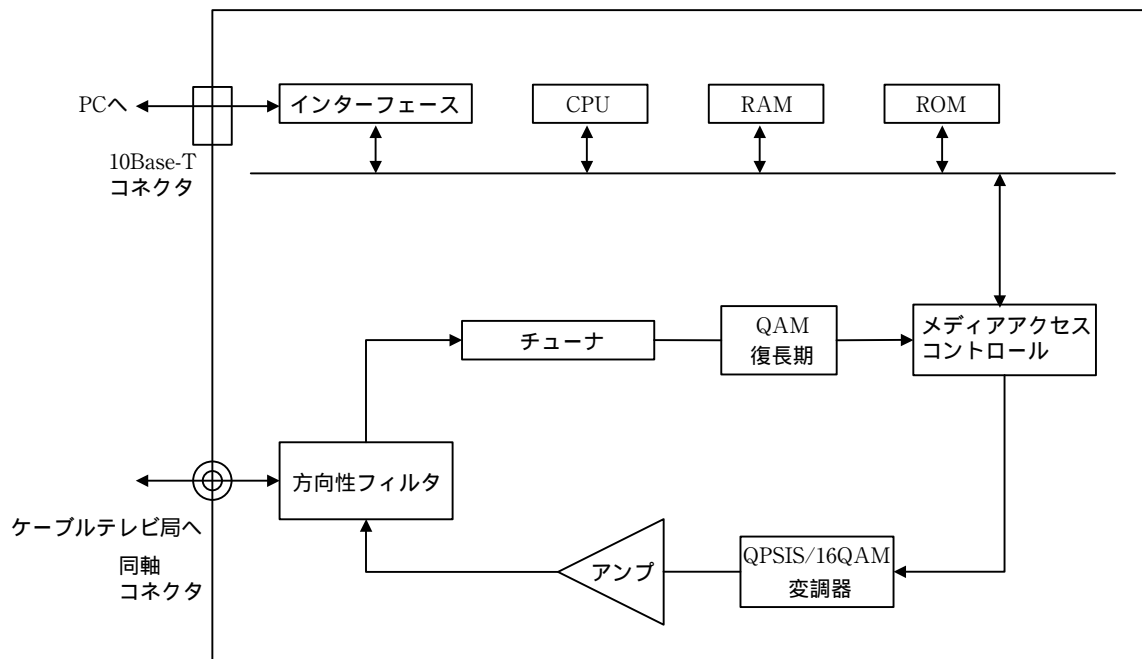 PCへ
インターフェース
CPU
RAM
ROM
10Base-T
コネクタ
チューナ
QAM
復長期
メディアアクセス
コントロール
方向性フィルタ
ケーブルテレビ局へ
同軸
コネクタ
アンプ
QPSIS/16QAM
変調器